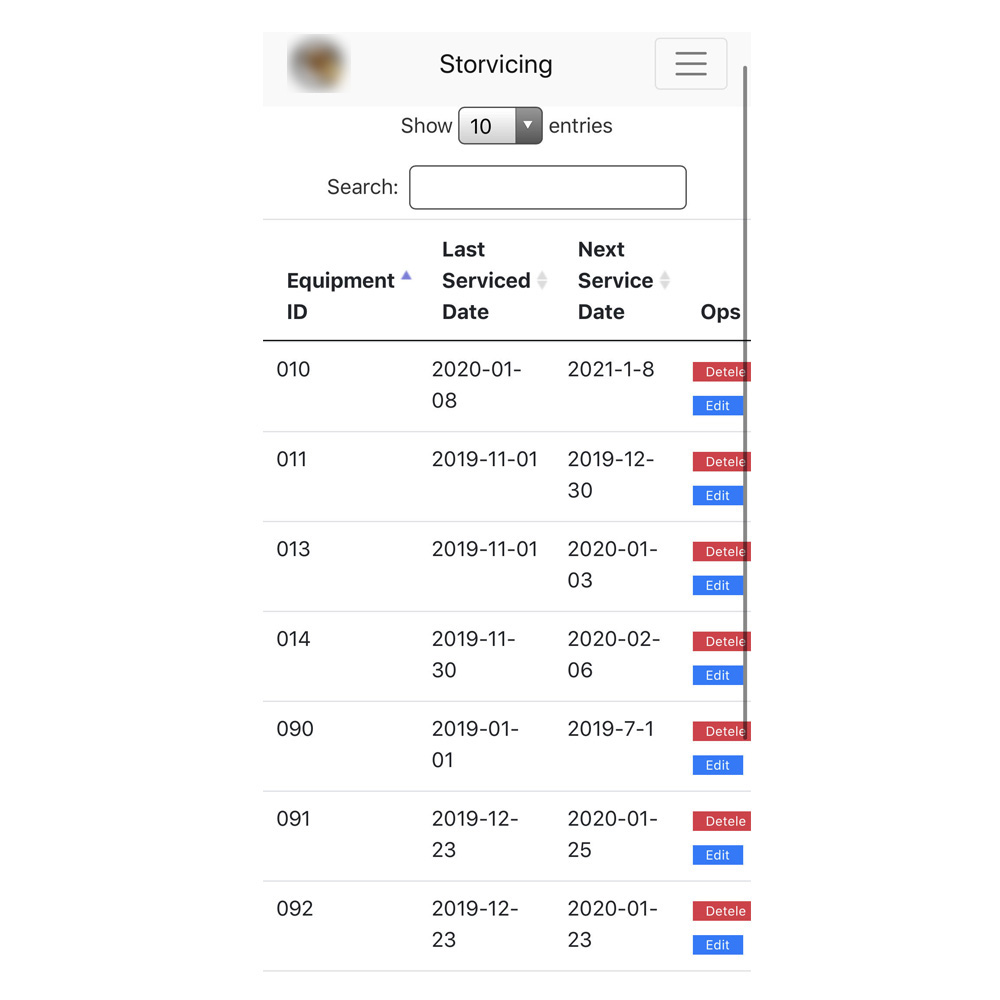 Storvicing
Show 10 entries
Search:
Equipment ID
Last Serviced Date
Next Service Date
Ops
010
2020-01-08
2021-1-8
Detele
Edit
011
2019-11-01
2019-12-30
Detele
Edit
013
2019-11-01
2020-01-03
Detele
Edit
014
2019-11-30
2020-02-06
Detele
Edit
090
2019-01-01
2019-7-1
Detele
Edit
091
2019-12-23
2020-01-25
Detele
Edit
092
2019-12-23
2020-01-23
Detele
Edit